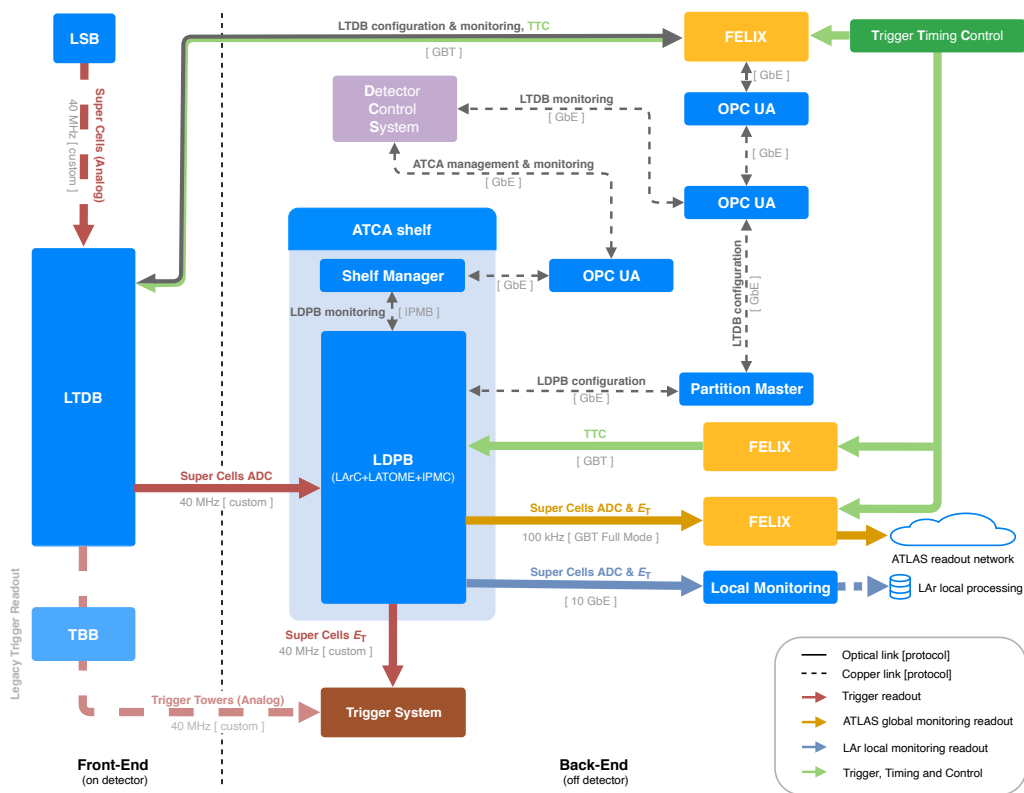 LSB
LTDB configuration & monitoring, TTC
[ GBT ]
FELIX
Trigger Timing Control
Super Cells (Analog)
40 MHz [ custom ]
[ GbE ]
Detector
Control
System
LTDB monitoring
[ GbE ]
OPC UA
[ GbE ]
ATCA management & monitoring
[ GbE ]
OPC UA
ATCA shelf
Shelf Manager
[ GbE ]
OPC UA
LTDB configuration
[ GbE ]
LDPB monitoring
[ IPMB ]
LTDB
LDPB configuration
[ GbE ]
Partition Master
TTC
[ GBT ]
FELIX
LDPB
(LArC+LATOME+IPMC)
Super Cells ADC
40 MHz [ custom ]
Super Cells ADC & ET
100 kHz [ GBT Full Mode ]
FELIX
ATLAS readout network
Super Cells ADC & ET
[ 10 GbE ]
Local Monitoring
LAr local processing
Legacy Trigger Readout
TBB
Super Cells ET
40 MHz [ custom ]
Trigger Towers (Analog)
40 MHz [ custom ]
Trigger System
Optical link [protocol]
Copper link [protocol]
Trigger readout
ATLAS global monitoring readout
LAr local monitoring readout
Trigger, Timing and Control
Front-End
(on detector)
Back-End
(off detector)